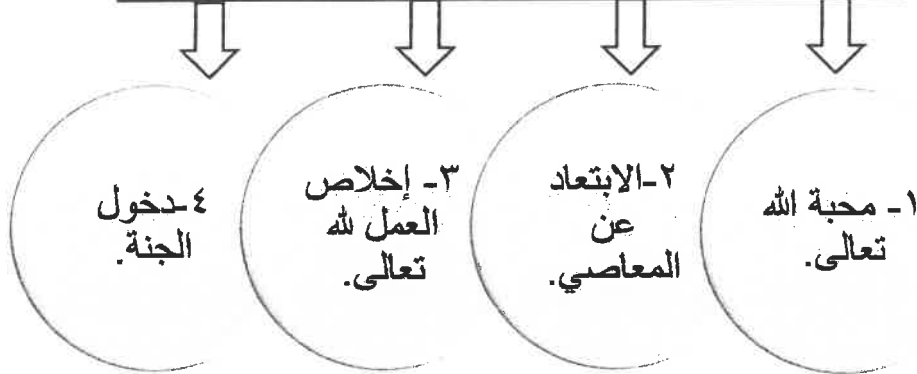 ١- محبة الله
تعالى.
٢-الابتعاد
عن
المعاصي.
٣- إخلاص
العمل لله
تعالى.
٤-دخول
الجنة.